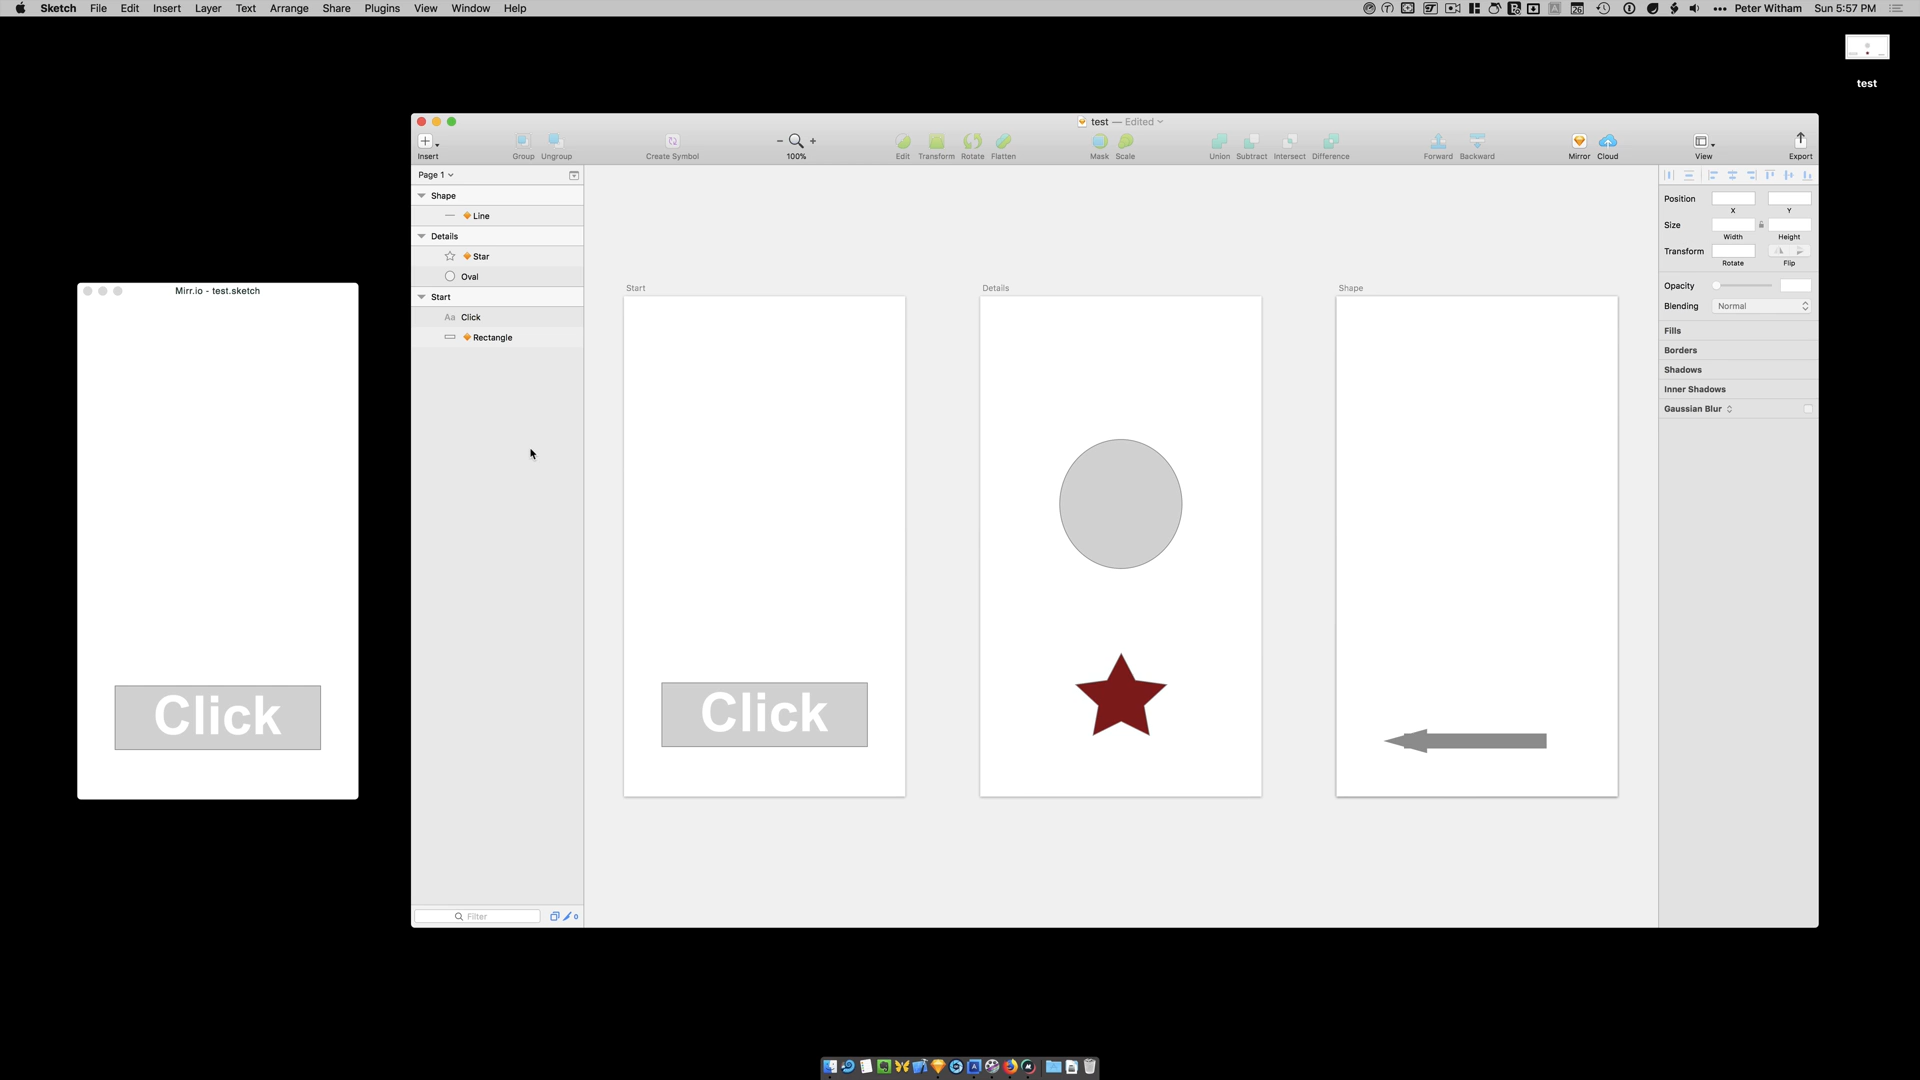 Sketch File Edit Insert Layer Text Arrange Share Plugins View Window Help
26 Peter Witham Sun 5:57 PM
test
test — Edited
Insert Group Ungroup Create Symbol 100% Edit Transform Rotate Flatten Mask Scale Union Subtract Intersect Difference Forward Backward Mirror Cloud View Export
Page 1
Shape
Line
Details
Star
Oval
Start
Aa Click
Rectangle
Filter
0
Mirr.io - test.sketch
Click
Start
Click
Details
Shape
Position
X Y
Size
Width Height
Transform
Rotate Flip
Opacity
Blending Normal
Fills
Borders
Shadows
Inner Shadows
Gaussian Blur